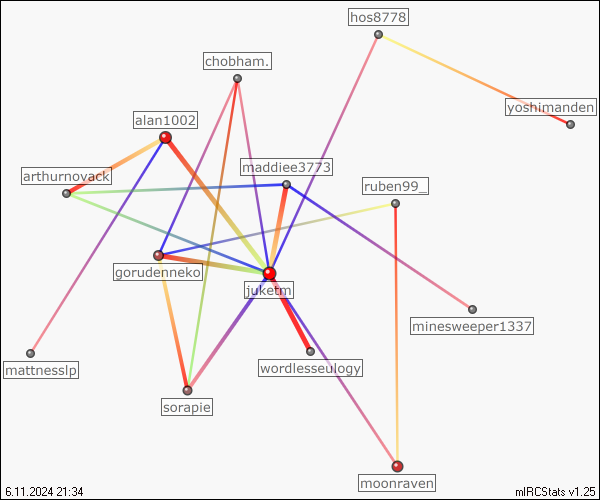 hos8778
chobham.
yoshimanden
alan1002
maddiee3773
arthurnovack
ruben99_
gorudenneko
juketm
minesweeper1337
wordlesseulogy
mattnesslp
sorapie
moonraven
6.11.2024 21:34
mIRCStats v1.25